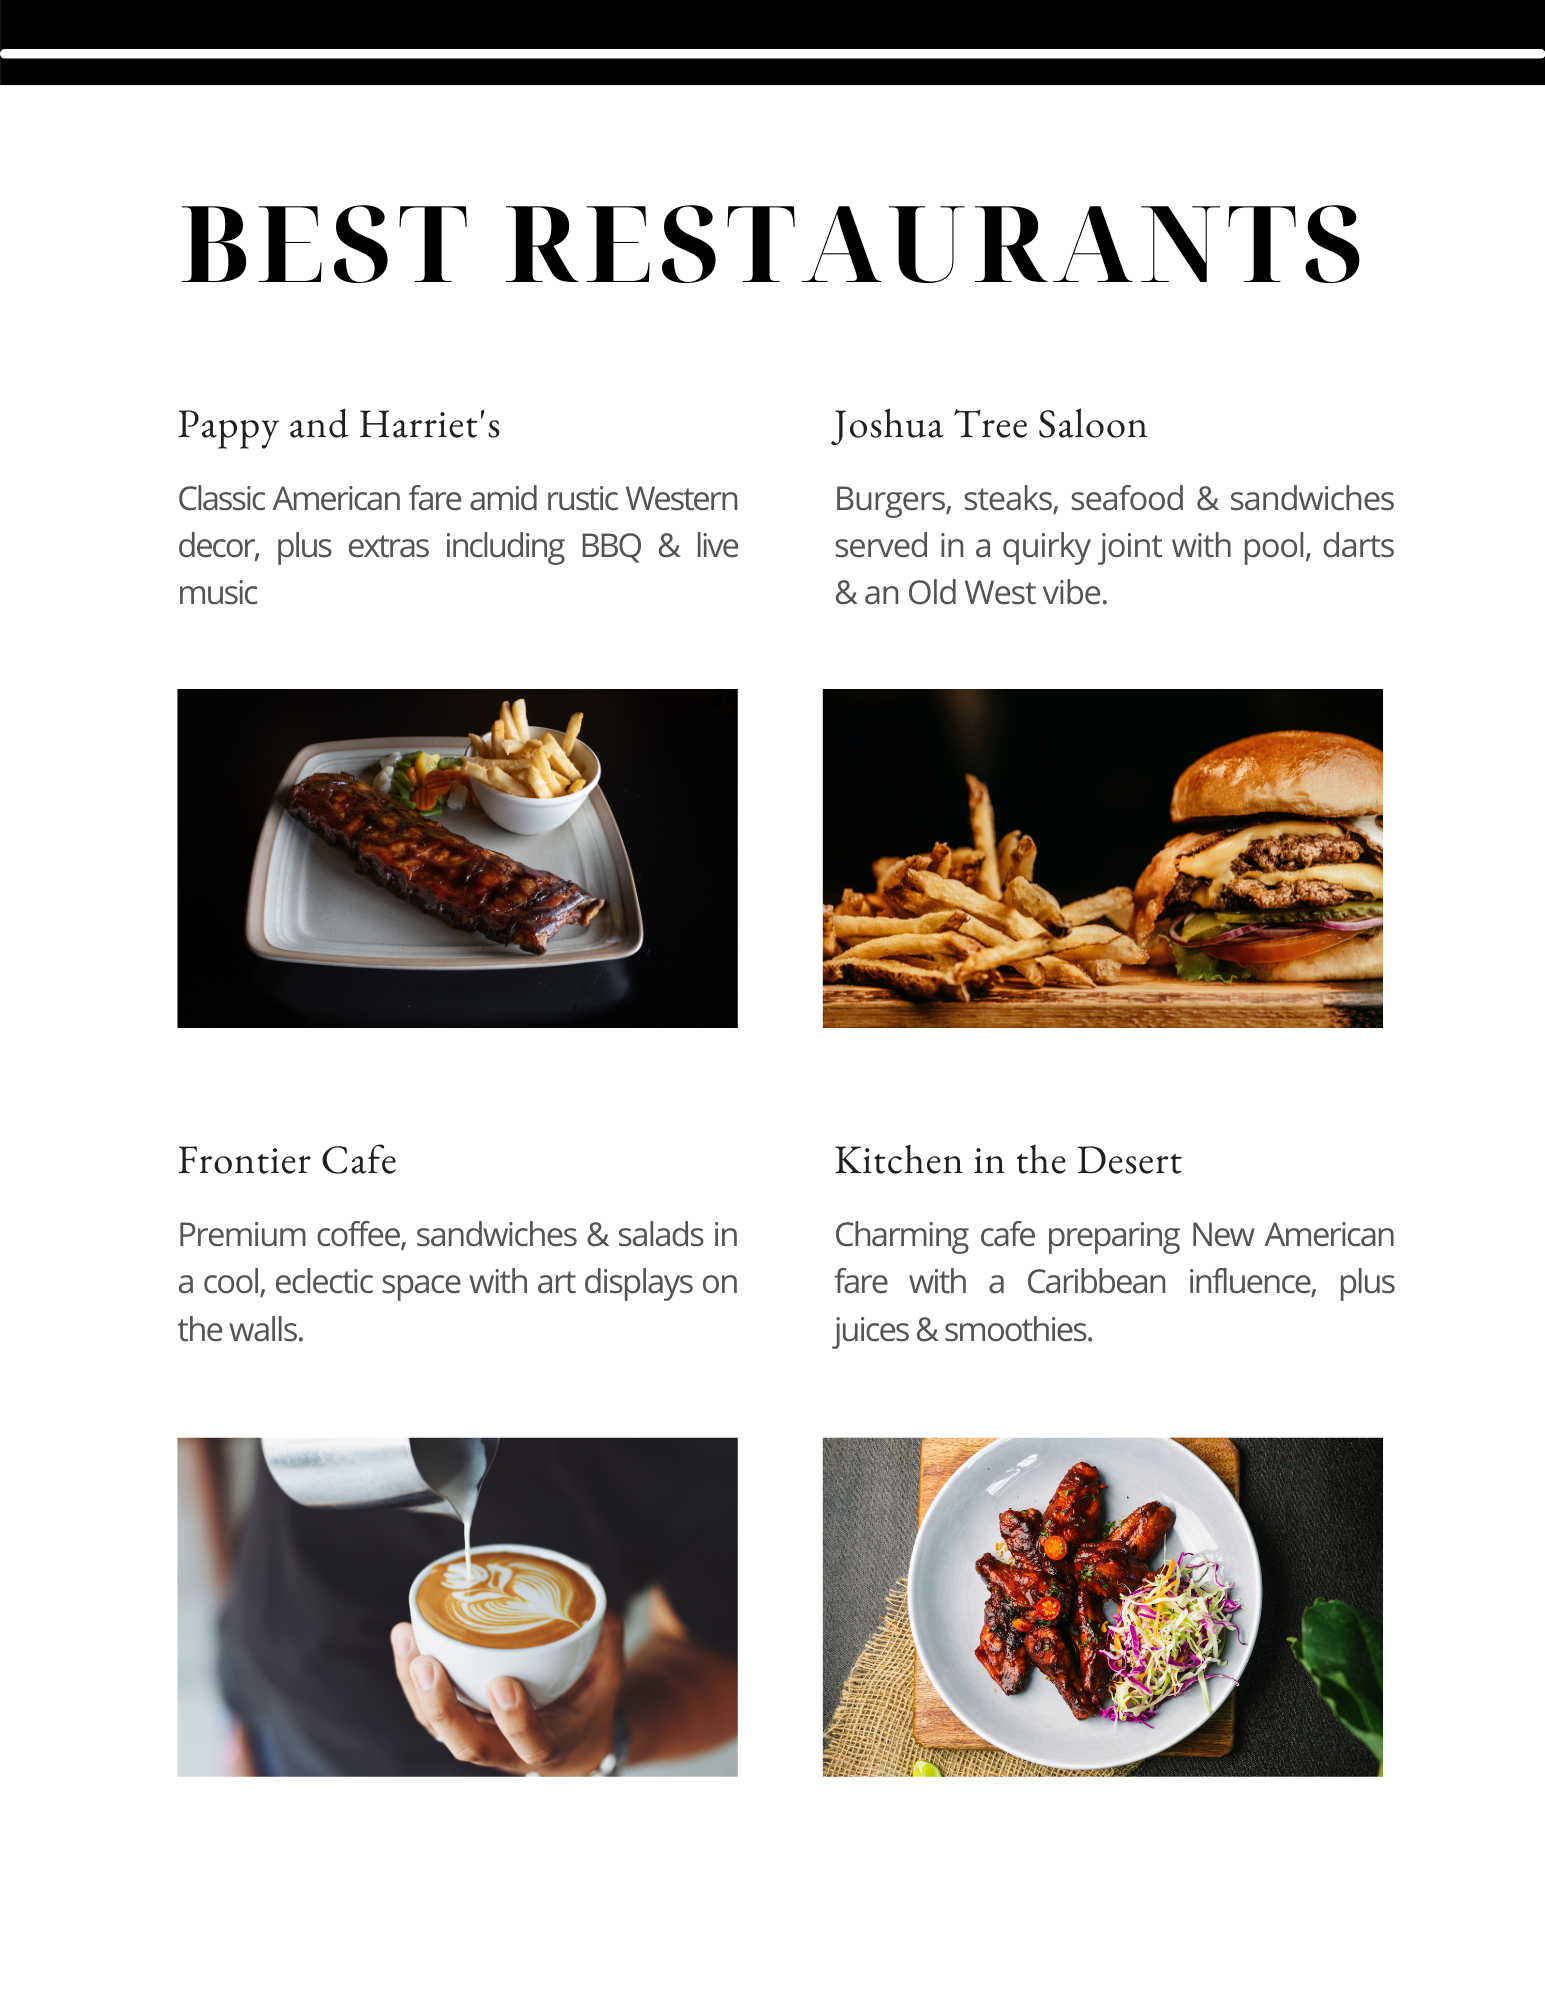 BEST RESTAURANTS
Pappy and Harriet's
Classic American fare amid rustic Western
decor, plus extras including BBQ & live
music
Joshua Tree Saloon
Burgers, steaks, seafood & sandwiches
served in a quirky joint with pool, darts
& an Old West vibe.
Frontier Cafe
Premium coffee, sandwiches & salads in
a cool, eclectic space with art displays on
the walls.
Kitchen in the Desert
Charming cafe preparing New American
fare with a Caribbean influence, plus
juices & smoothies.